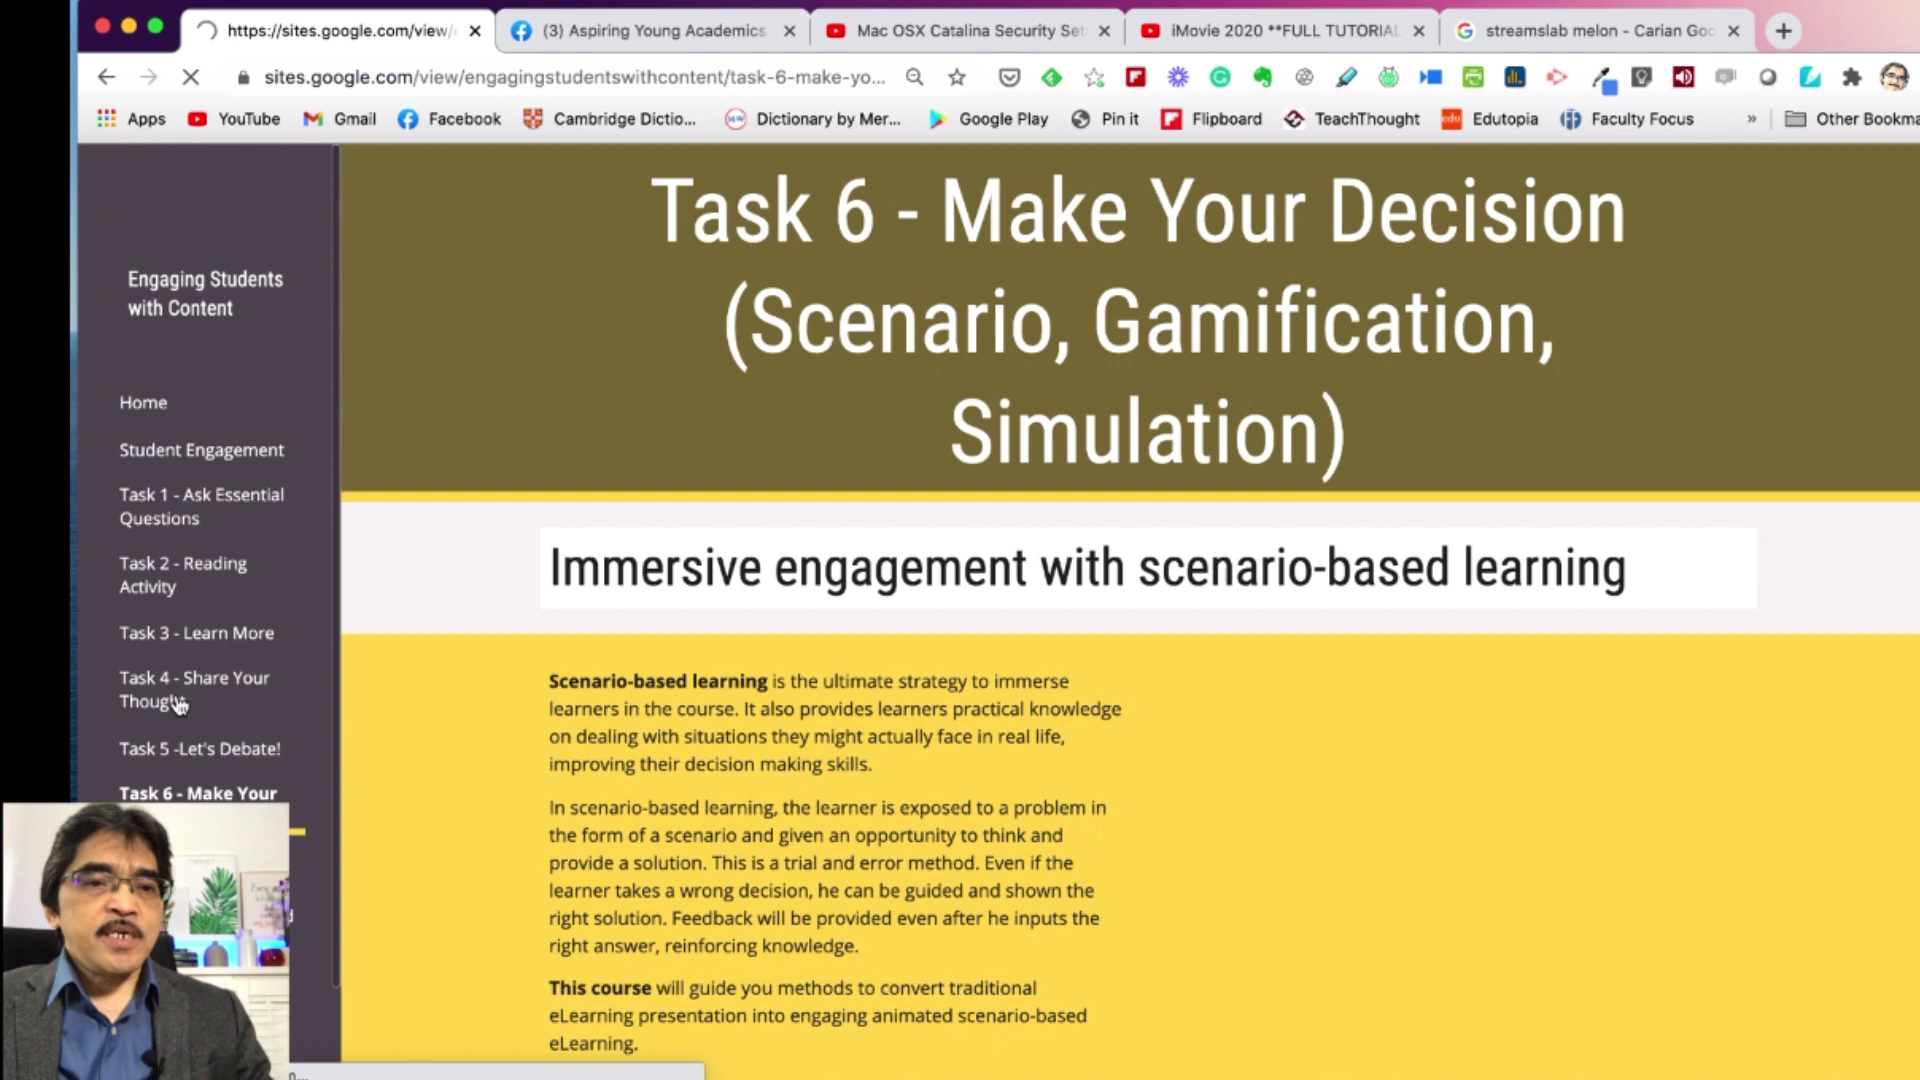 https://sites.google.com/view/
(3) Aspiring Young Academics
Mac OSX Catalina Security Set
iMovie 2020 **FULL TUTORIAL
streamslab melon - Carian Goo
sites.google.com/view/engagingstudentswithcontent/task-6-make-yo...
Apps
YouTube
Gmail
Facebook
Cambridge Dictio...
Dictionary by Mer...
Google Play
Pin it
Flipboard
TeachThought
Edutopia
Faculty Focus
»
Other Bookma
Engaging Students
with Content
Home
Student Engagement
Task 1 - Ask Essential
Questions
Task 2 - Reading
Activity
Task 3 - Learn More
Task 4 - Share Your
Thought
Task 5 -Let's Debate!
Task 6 - Make Your
Task 6 - Make Your Decision
(Scenario, Gamification,
Simulation)
Immersive engagement with scenario-based learning
Scenario-based learning is the ultimate strategy to immerse
learners in the course. It also provides learners practical knowledge
on dealing with situations they might actually face in real life,
improving their decision making skills.
In scenario-based learning, the learner is exposed to a problem in
the form of a scenario and given an opportunity to think and
provide a solution. This is a trial and error method. Even if the
learner takes a wrong decision, he can be guided and shown the
right solution. Feedback will be provided even after he inputs the
right answer, reinforcing knowledge.
This course will guide you methods to convert traditional
eLearning presentation into engaging animated scenario-based
eLearning.